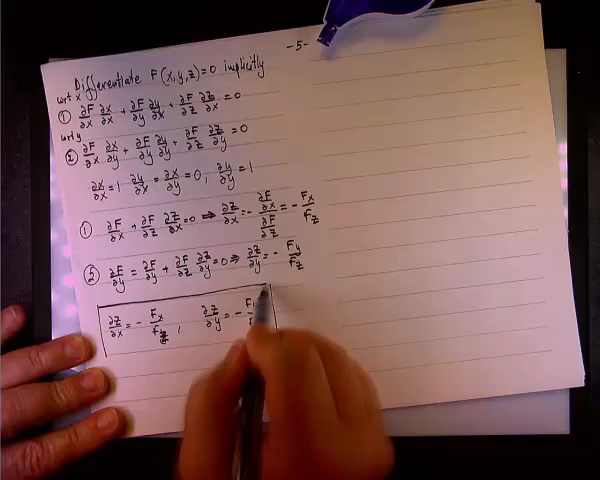 -5-
Differentiate F(x,y,z)=0 implicitly
wrt x
① ∂F/∂x ∂x/∂x + ∂F/∂y ∂y/∂x + ∂F/∂z ∂z/∂x = 0
wrt y
② ∂F/∂x ∂x/∂y + ∂F/∂y ∂y/∂y + ∂F/∂z ∂z/∂y = 0
∂x/∂x = 1, ∂y/∂x = ∂x/∂y = 0, ∂y/∂y = 1
① ∂F/∂x + ∂F/∂z ∂z/∂x = 0 ⇒ ∂z/∂x = - (∂F/∂x)/(∂F/∂z) = - Fx/Fz
② ∂F/∂y = ∂F/∂y + ∂F/∂z ∂z/∂y = 0 ⇒ ∂z/∂y = - Fy/Fz
∂z/∂x = - Fx/Fz , ∂z/∂y = -